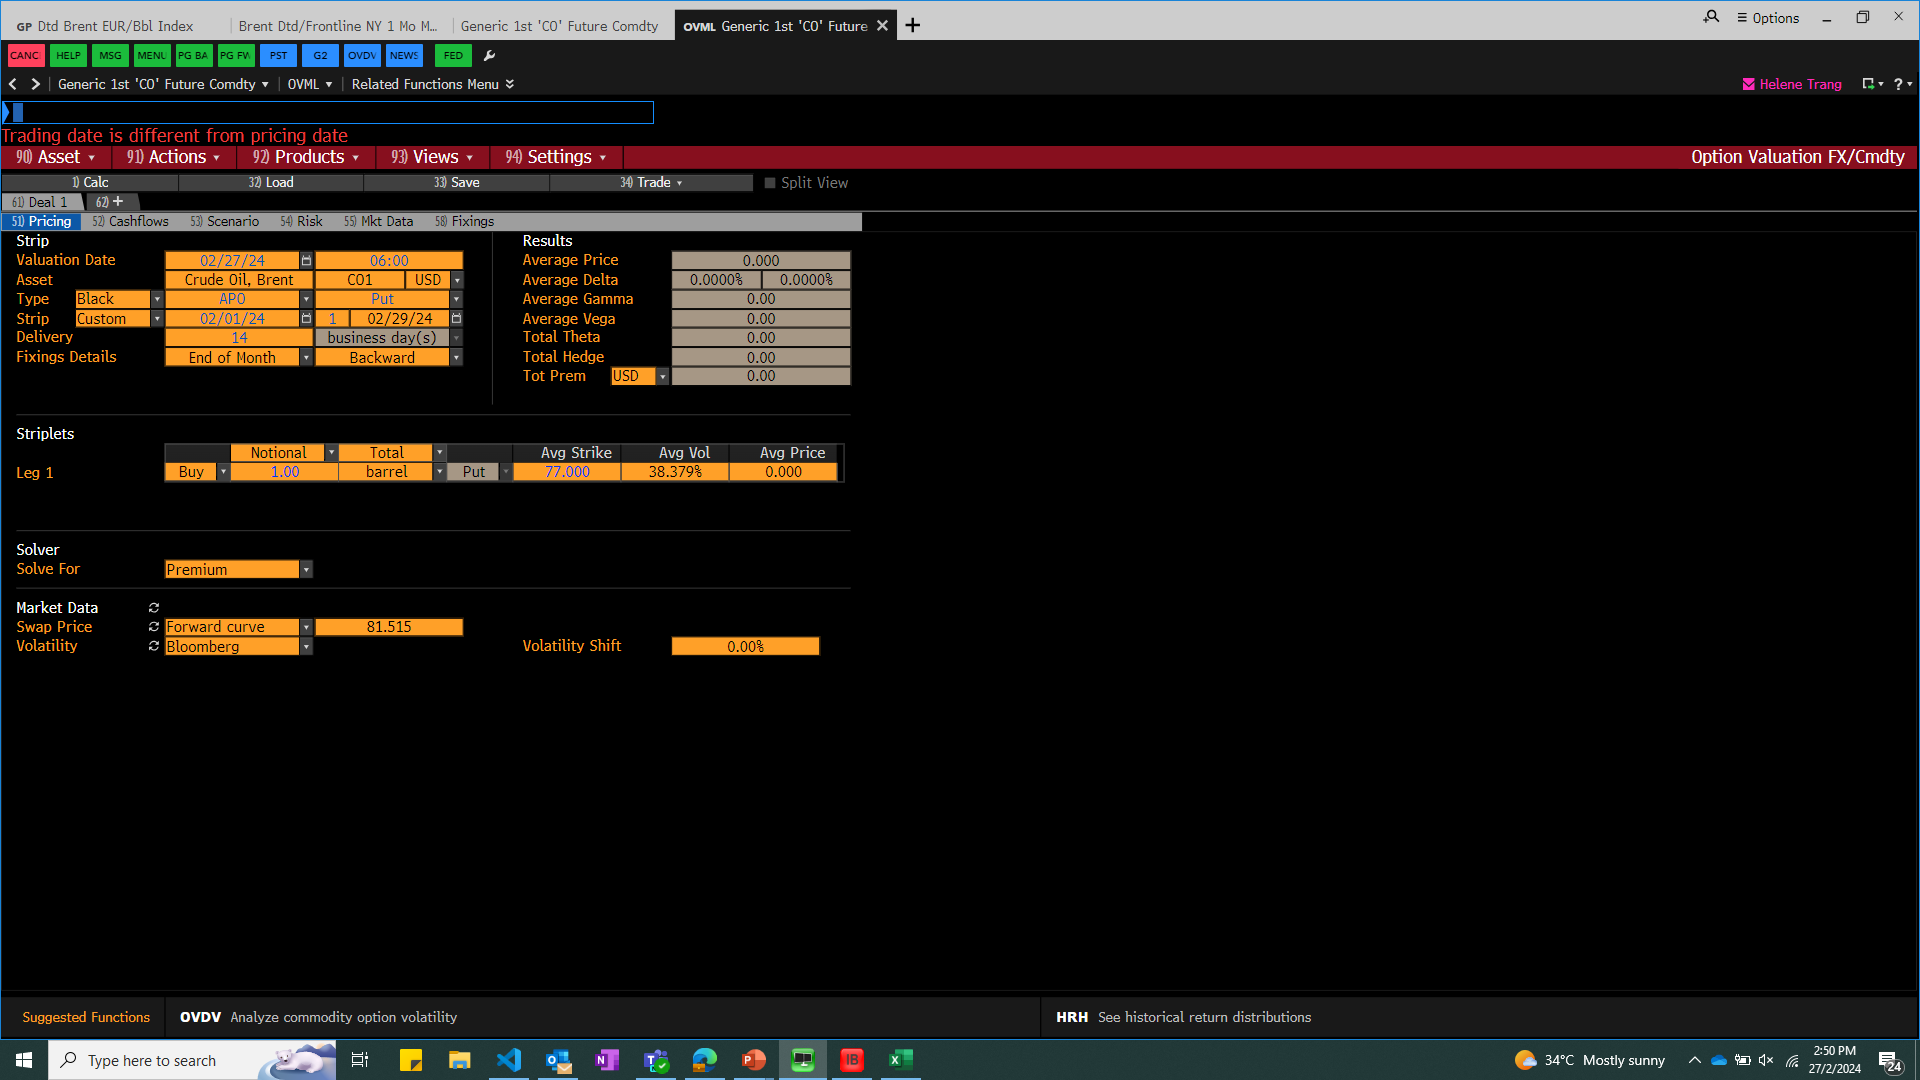 GP Dtd Brent EUR/Bbl Index
Brent Dtd/Frontline NY 1 Mo M...
Generic 1st 'CO' Future Comdty
OVML Generic 1st 'CO' Future
Options
CANC HELP MSG MENU PG BA PG FW PST G2 OVDV NEWS FED
Generic 1st 'CO' Future Comdty OVML Related Functions Menu
Helene Trang
?
Trading date is different from pricing date
90) Asset 91) Actions 92) Products 93) Views 94) Settings Option Valuation FX/Cmdty
1) Calc 32) Load 33) Save 34) Trade Split View
61) Deal 1 62) +
51) Pricing 52) Cashflows 53) Scenario 54) Risk 55) Mkt Data 58) Fixings
Strip
Valuation Date 02/27/24 06:00
Asset Crude Oil, Brent CO1 USD
Type Black APO Put
Strip Custom 02/01/24 1 02/29/24
Delivery 14 business day(s)
Fixings Details End of Month Backward
Results
Average Price 0.000
Average Delta 0.0000% 0.0000%
Average Gamma 0.00
Average Vega 0.00
Total Theta 0.00
Total Hedge 0.00
Tot Prem USD 0.00
Striplets
Notional Total Avg Strike Avg Vol Avg Price
Leg 1 Buy 1.00 barrel Put 77.000 38.379% 0.000
Solver
Solve For Premium
Market Data
Swap Price Forward curve 81.515
Volatility Bloomberg Volatility Shift 0.00%
Suggested Functions OVDV Analyze commodity option volatility HRH See historical return distributions
Type here to search
34°C Mostly sunny
2:50 PM
27/2/2024
24